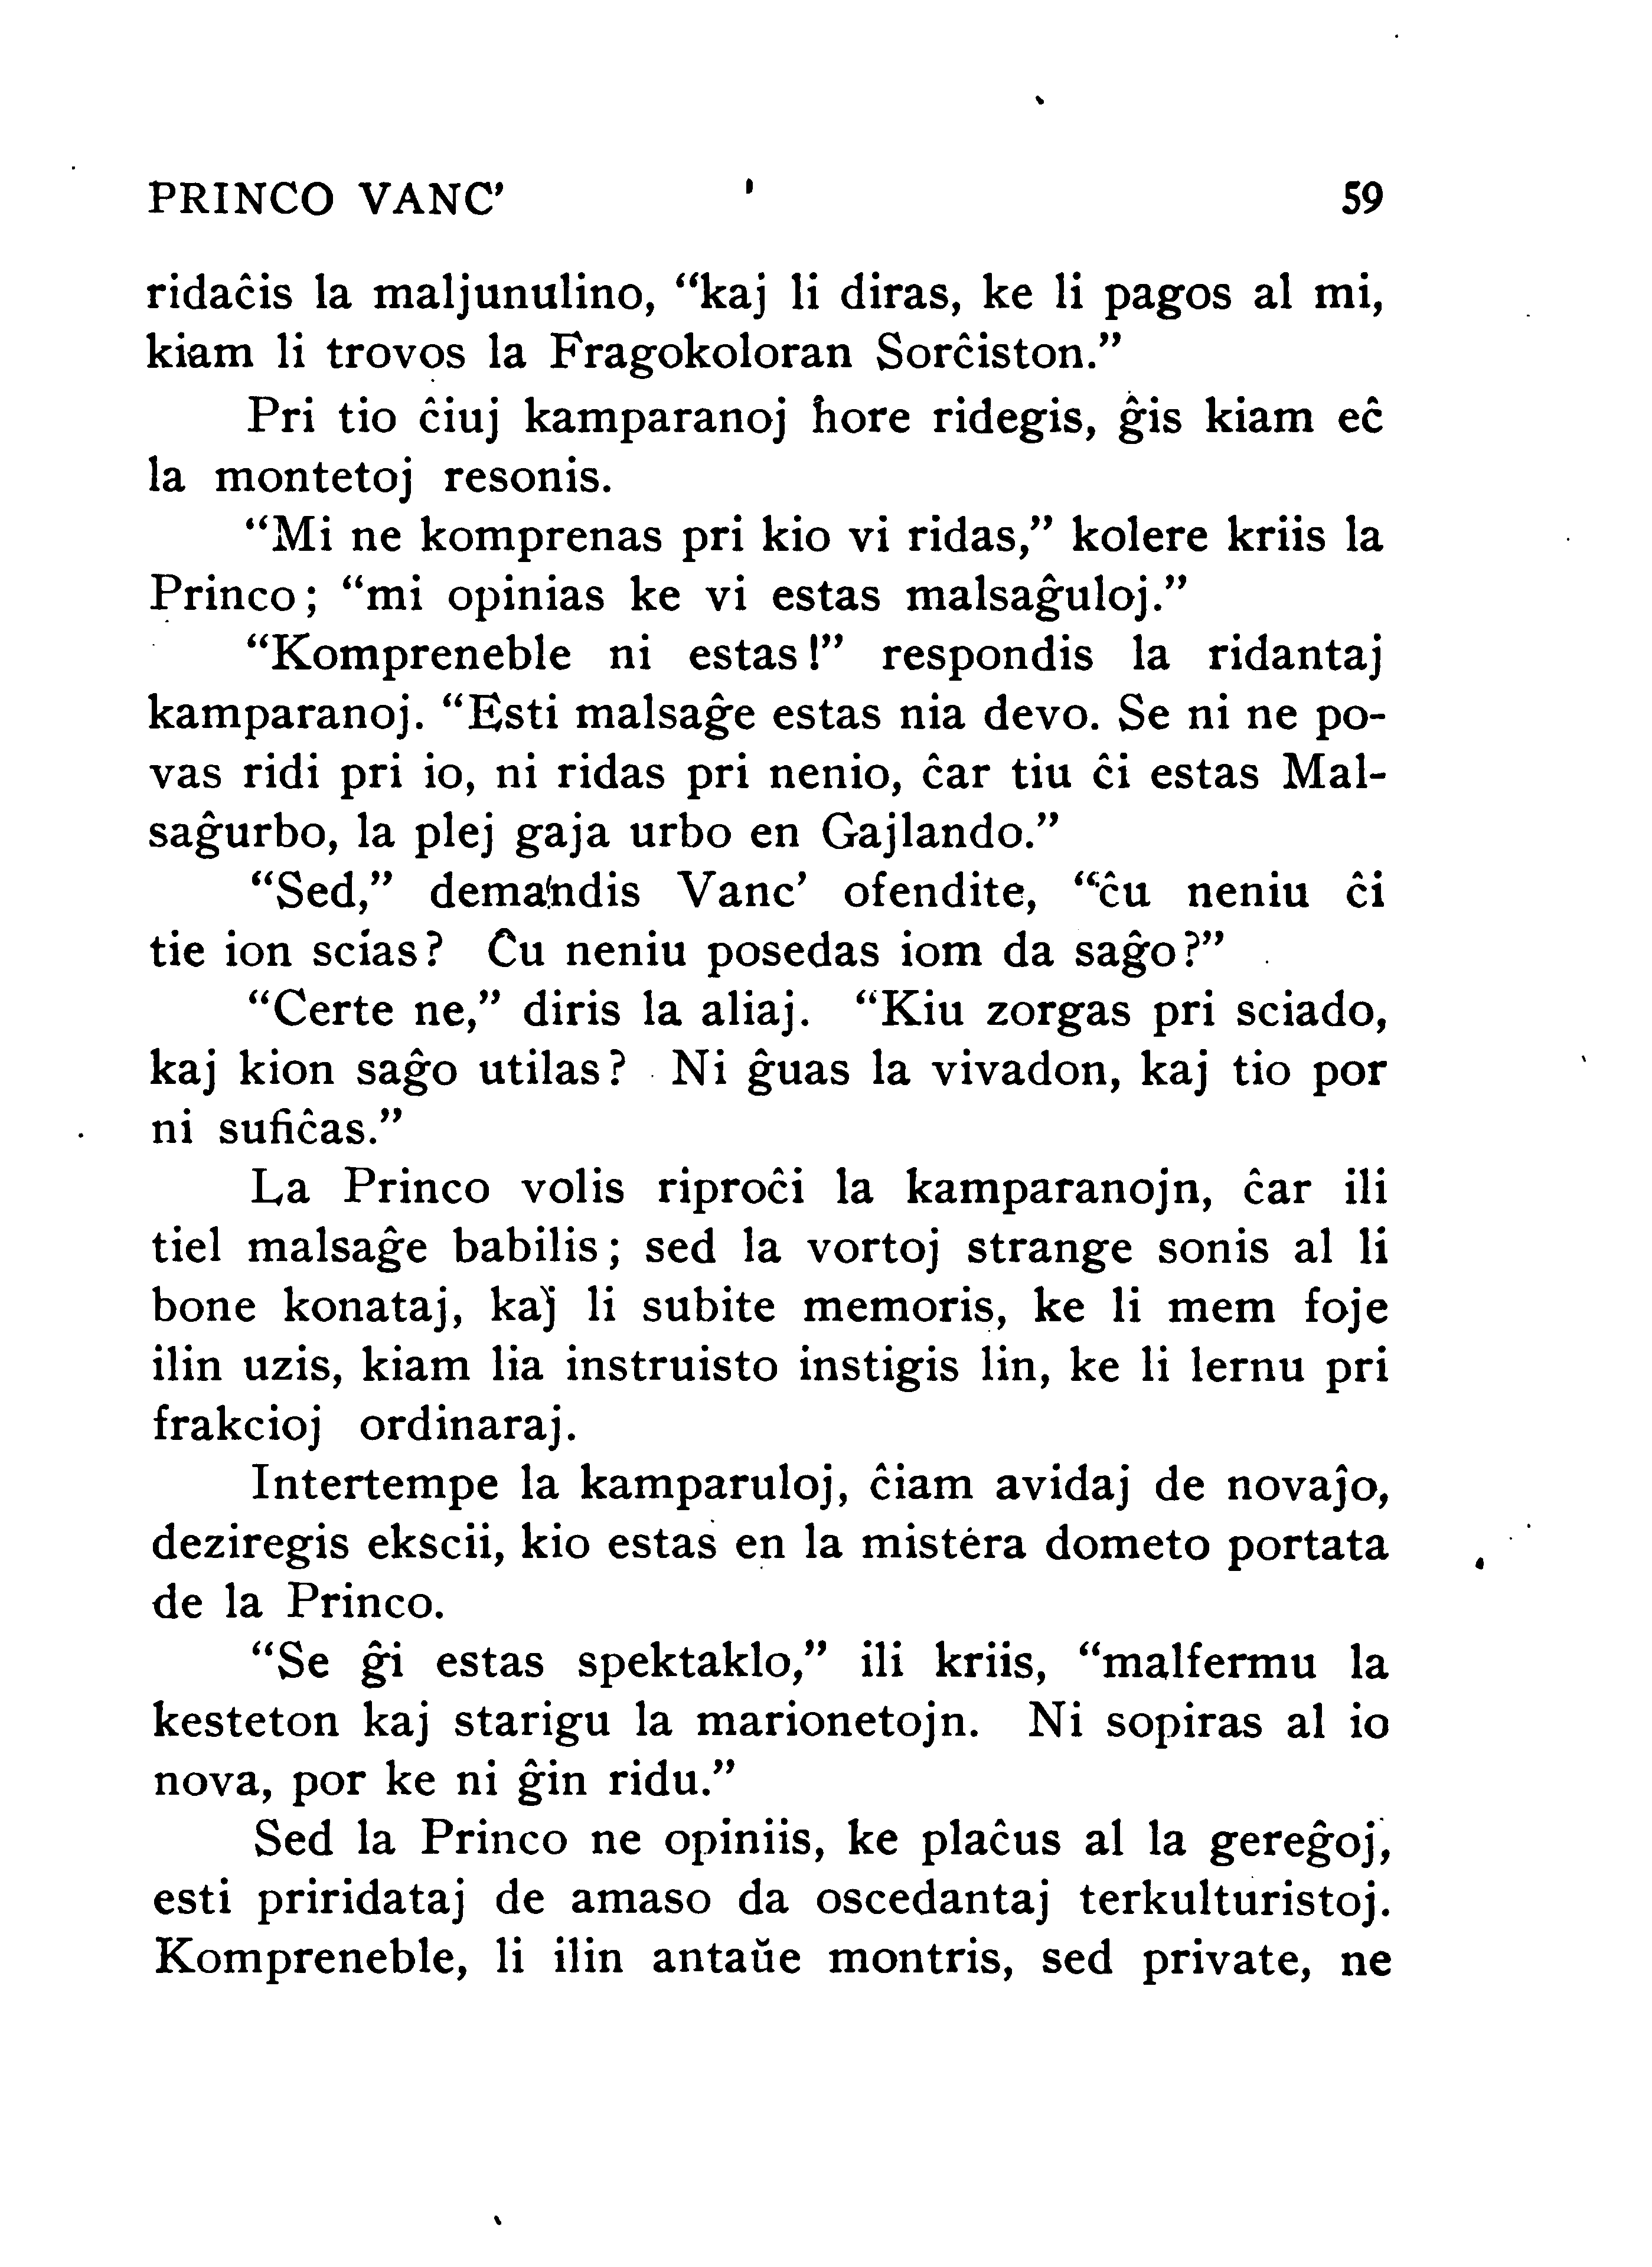 PRINCO VANC’ 59
ridaĉis la maljunulino, “kaj li diras, ke li pagos al mi,
kiam li trovos la Fragokoloran Sorĉiston.”
Pri tio ĉiuj kamparanoj ĥore ridegis, ĝis kiam eĉ
la montetoj resonis.
“Mi ne komprenas pri kio vi ridas,” kolere kriis la
Princo; “mi opinias ke vi estas malsaĝuloj.”
“Kompreneble ni estas!” respondis la ridantaj
kamparanoj. “Esti malsaĝe estas nia devo. Se ni ne po-
vas ridi pri io, ni ridas pri nenio, ĉar tiu ĉi estas Mal-
saĝurbo, la plej gaja urbo en Gajlando.”
“Sed,” demandis Vanc’ ofendite, “ĉu neniu ĉi
tie ion scias? Ĉu neniu posedas iom da saĝo?”
“Certe ne,” diris la aliaj. “Kiu zorgas pri sciado,
kaj kion saĝo utilas? Ni ĝuas la vivadon, kaj tio por
ni sufiĉas.”
La Princo volis riproĉi la kamparanojn, ĉar ili
tiel malsaĝe babilis; sed la vortoj strange sonis al li
bone konataj, kaj li subite memoris, ke li mem foje
ilin uzis, kiam lia instruisto instigis lin, ke li lernu pri
frakcioj ordinaraj.
Intertempe la kamparuloj, ĉiam avidaj de novaĵo,
deziregis ekscii, kio estas en la mistera dometo portata
de la Princo.
“Se ĝi estas spektaklo,” ili kriis, “malfermu la
kesteton kaj starigu la marionetojn. Ni sopiras al io
nova, por ke ni ĝin ridu.”
Sed la Princo ne opiniis, ke plaĉus al la gereĝoj,
esti priridataj de amaso da oscedantaj terkulturistoj.
Kompreneble, li ilin antaŭe montris, sed private, ne